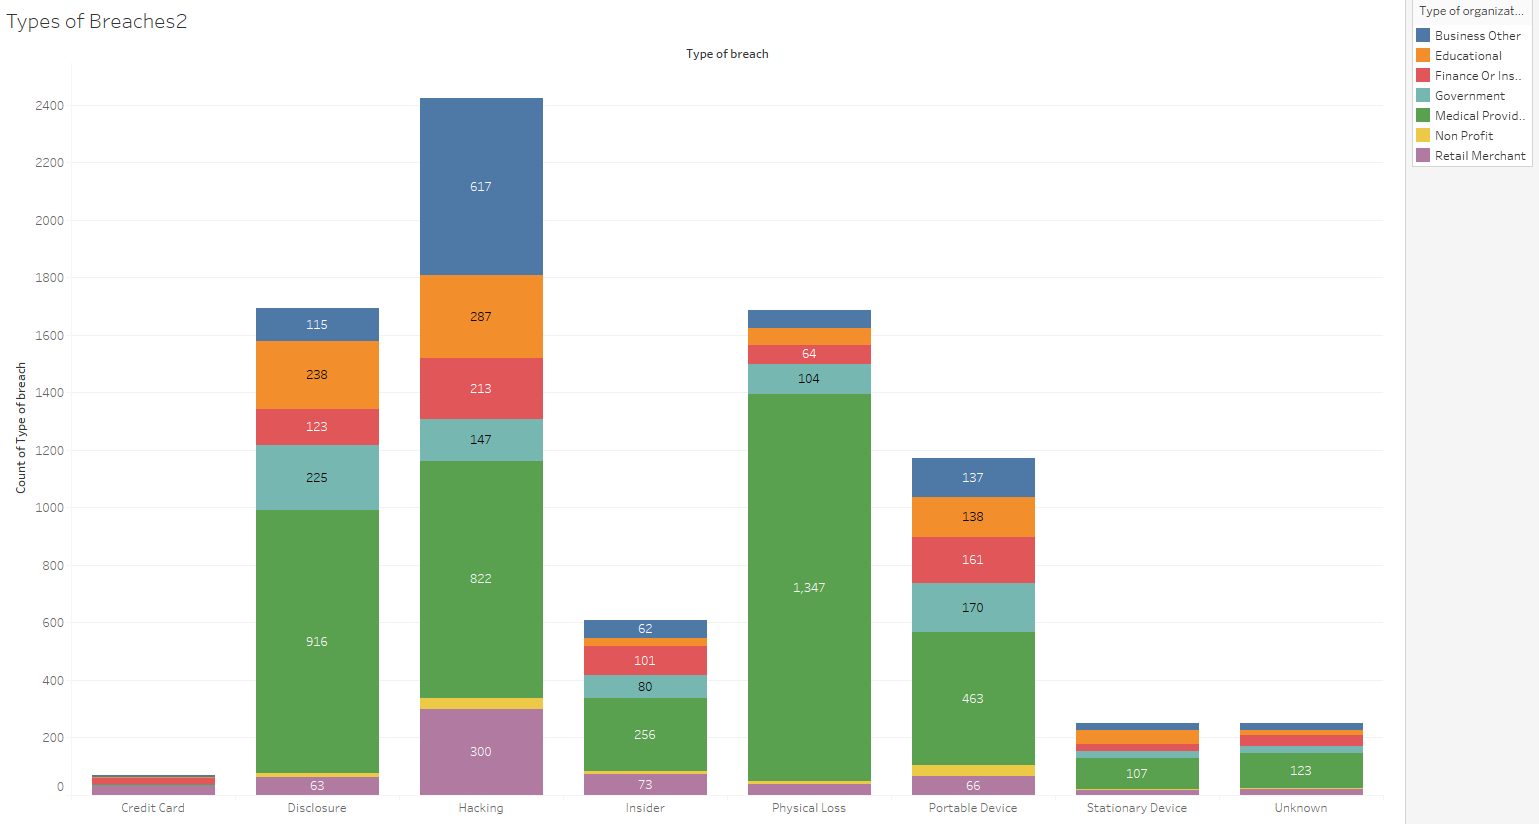 Types of Breaches2
Type of breach
Count of Type of breach
2400
2200
2000
1800
1600
1400
1200
1000
800
600
400
200
0
115
238
123
225
916
63
617
287
213
147
822
300
62
101
80
256
73
64
104
1,347
137
138
161
170
463
66
107
123
Credit Card
Disclosure
Hacking
Insider
Physical Loss
Portable Device
Stationary Device
Unknown
Type of organizat...
Business Other
Educational
Finance Or Ins..
Government
Medical Provid..
Non Profit
Retail Merchant